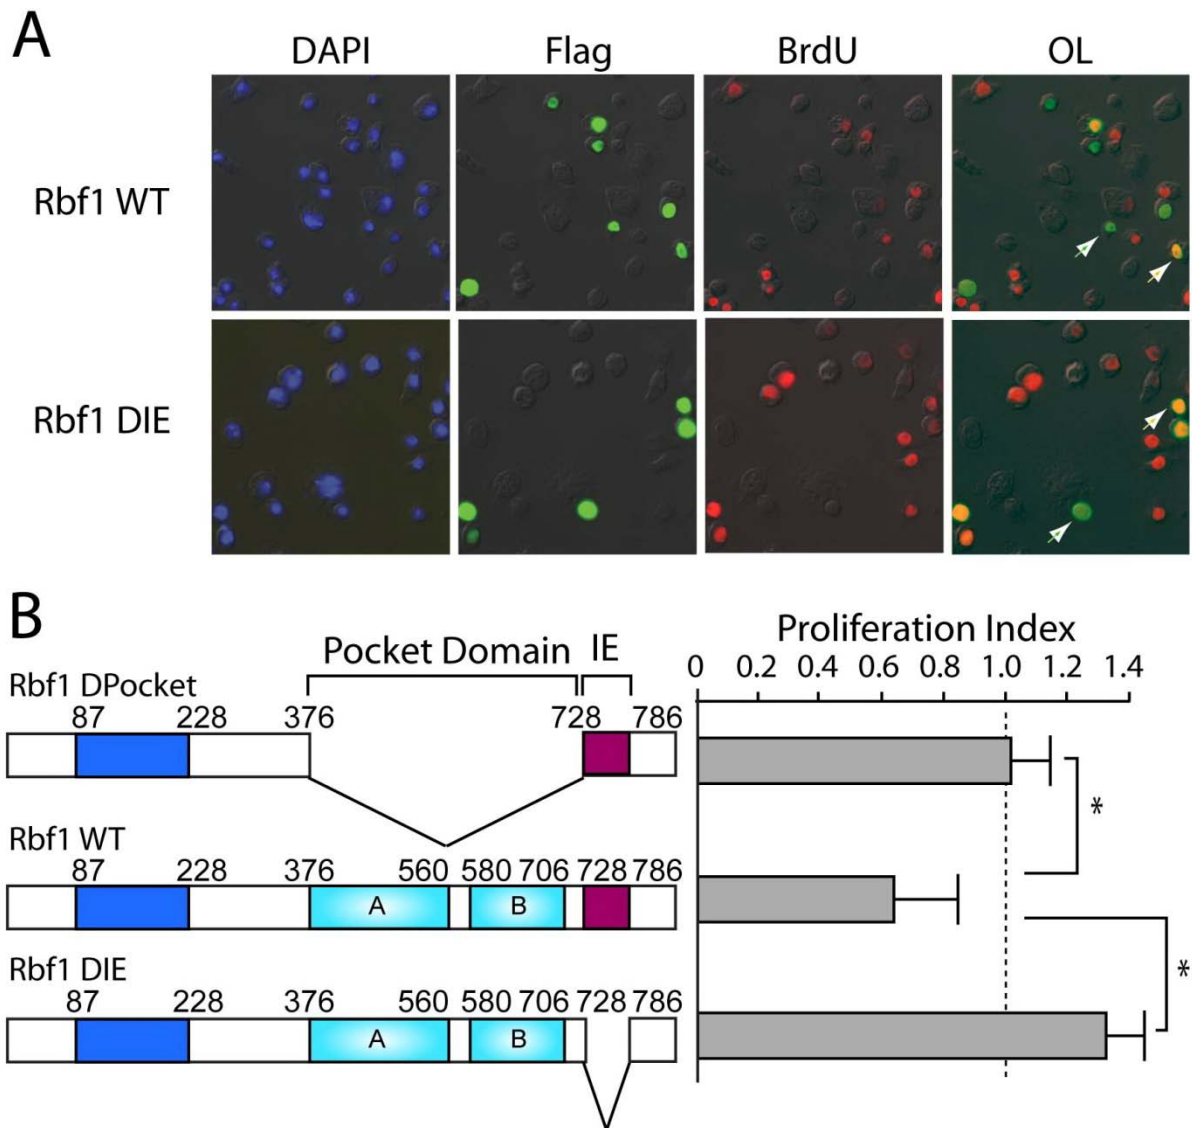 A
DAPI Flag BrdU OL
Rbf1 WT
Rbf1 DIE
B
Proliferation Index
Pocket Domain IE
0 0.2 0.4 0.6 0.8 1.0 1.2 1.4
Rbf1 DPocket
87 228 376 728 786
*
Rbf1 WT
87 228 376 560 580 706 728 786
A B
*
Rbf1 DIE
87 228 376 560 580 706 728 786
A B